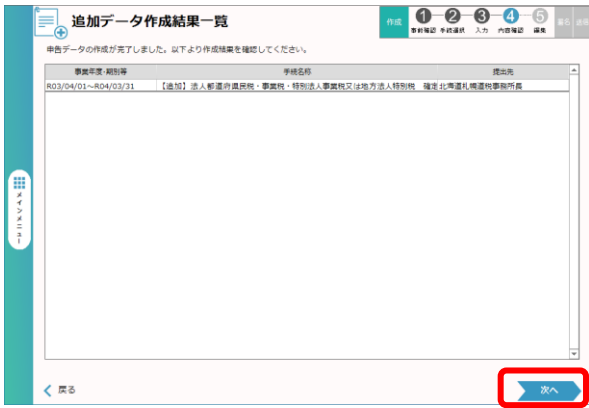 追加データ作成結果一覧
作成
1 2 3 4 5
事前確認 手続選択 入力 内容確認 編集
署名 送信
申告データの作成が完了しました。以下より作成結果を確認してください。
事業年度・期別等 手続名称 提出先
R03/04/01～R04/03/31 【追加】法人都道府県民税・事業税・特別法人事業税又は地方法人特別税 確定 北海道札幌道税事務所長
メインメニュー
戻る
次へ